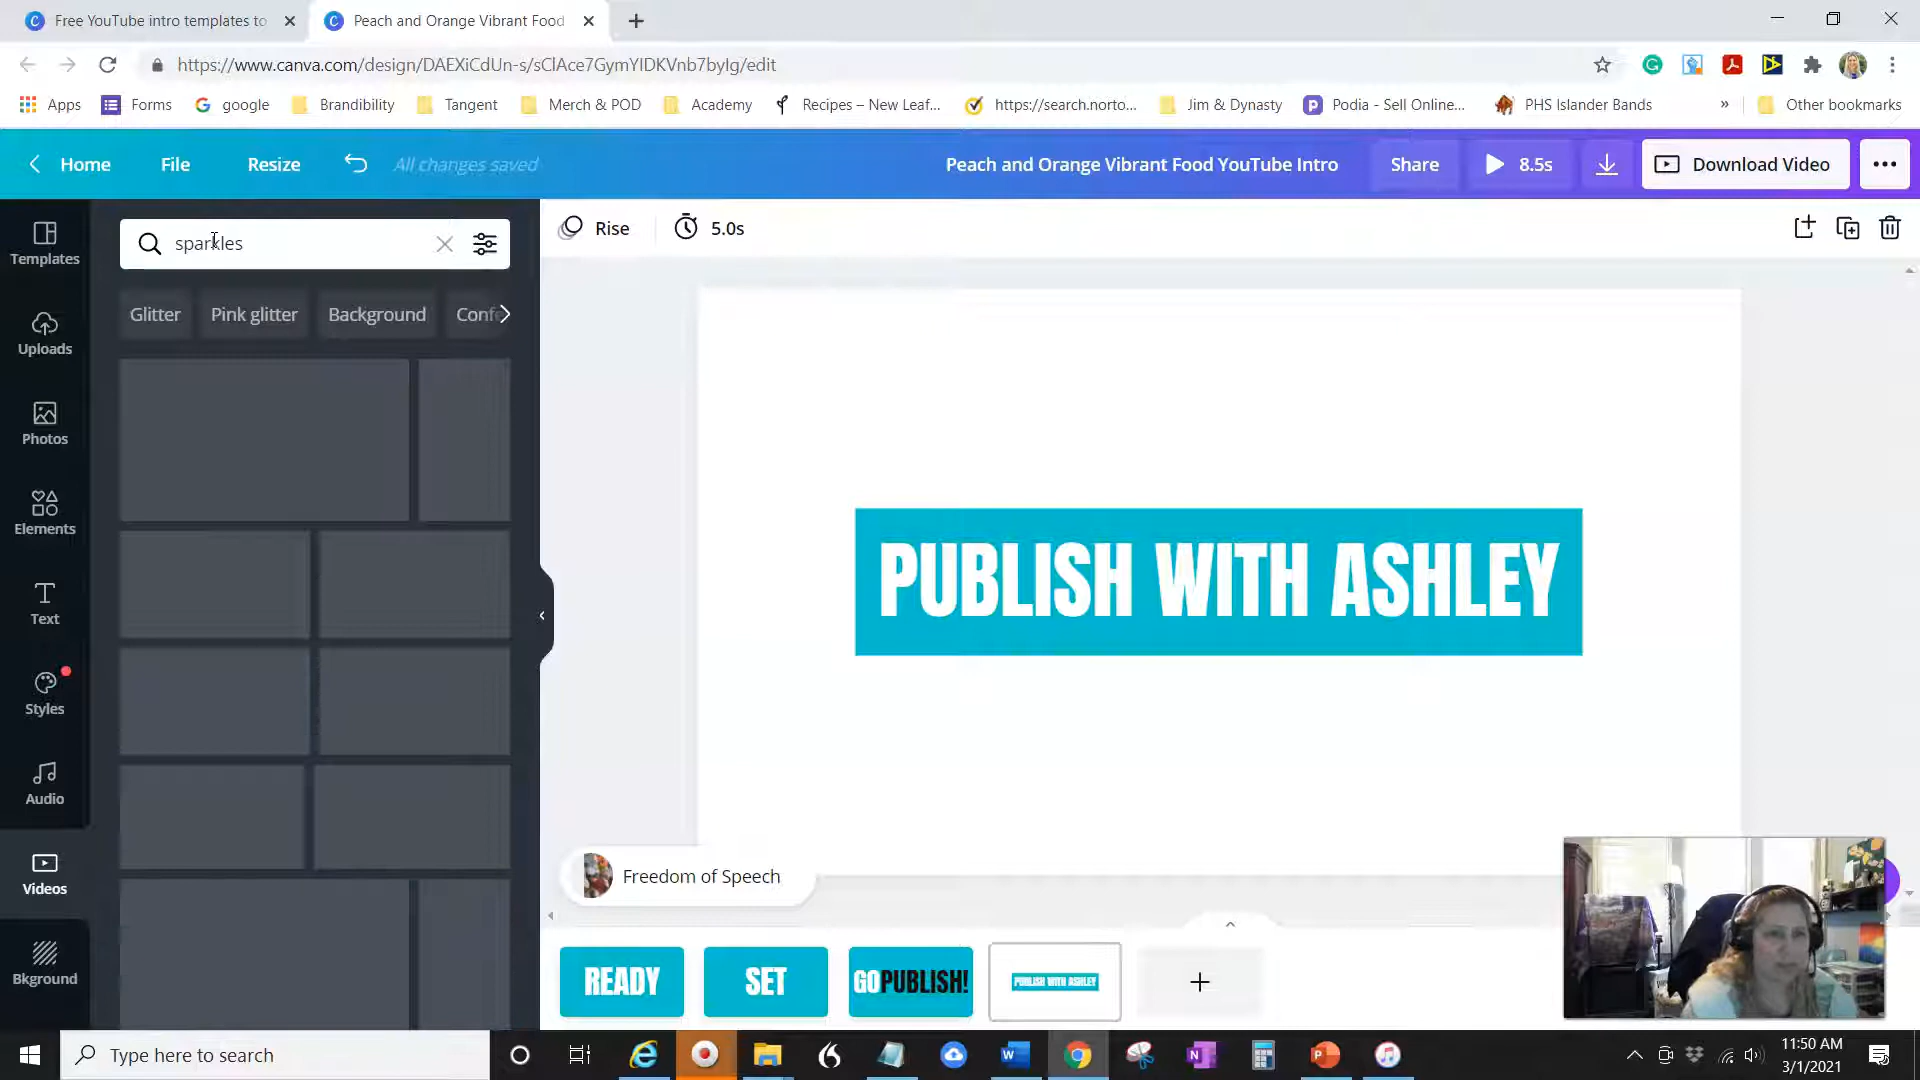 Free YouTube intro templates to
Peach and Orange Vibrant Food
https://www.canva.com/design/DAEXiCdUn-s/sClAce7GymYlDKVnb7byIg/edit
Apps
Forms
google
Brandibility
Tangent
Merch & POD
Academy
Recipes – New Leaf...
https://search.norto...
Jim & Dynasty
Podia - Sell Online...
PHS Islander Bands
»
Other bookmarks
Home
File
Resize
All changes saved
Peach and Orange Vibrant Food YouTube Intro
Share
8.5s
Download Video
Templates
Uploads
Photos
Elements
Text
Styles
Audio
Videos
Bkground
sparkles
Glitter
Pink glitter
Background
Conf
Rise
5.0s
PUBLISH WITH ASHLEY
Freedom of Speech
READY
SET
GOPUBLISH!
PUBLISH WITH ASHLEY
Type here to search
11:50 AM
3/1/2021